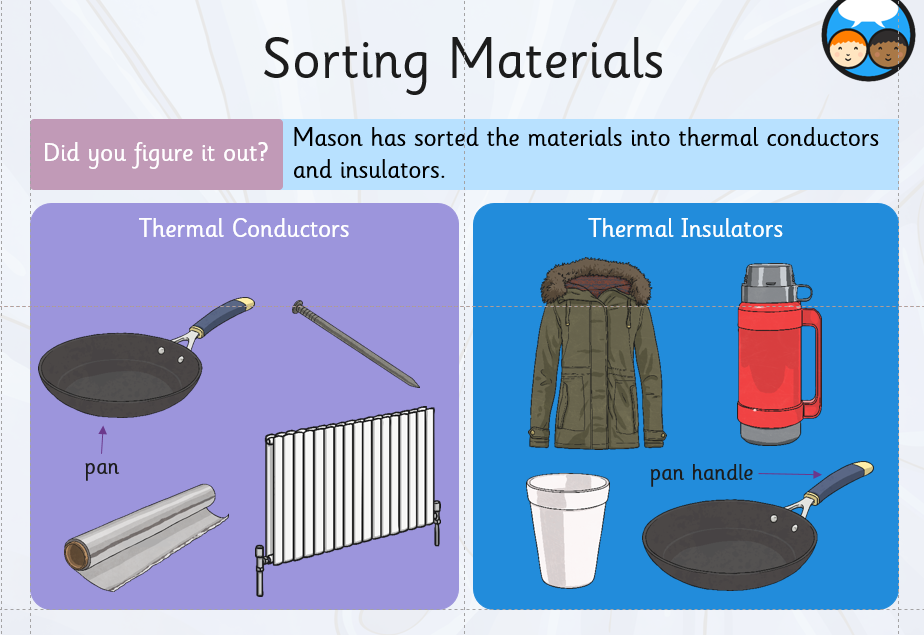 Sorting Materials
Did you figure it out?
Mason has sorted the materials into thermal conductors
and insulators.
Thermal Conductors
Thermal Insulators
pan
pan handle